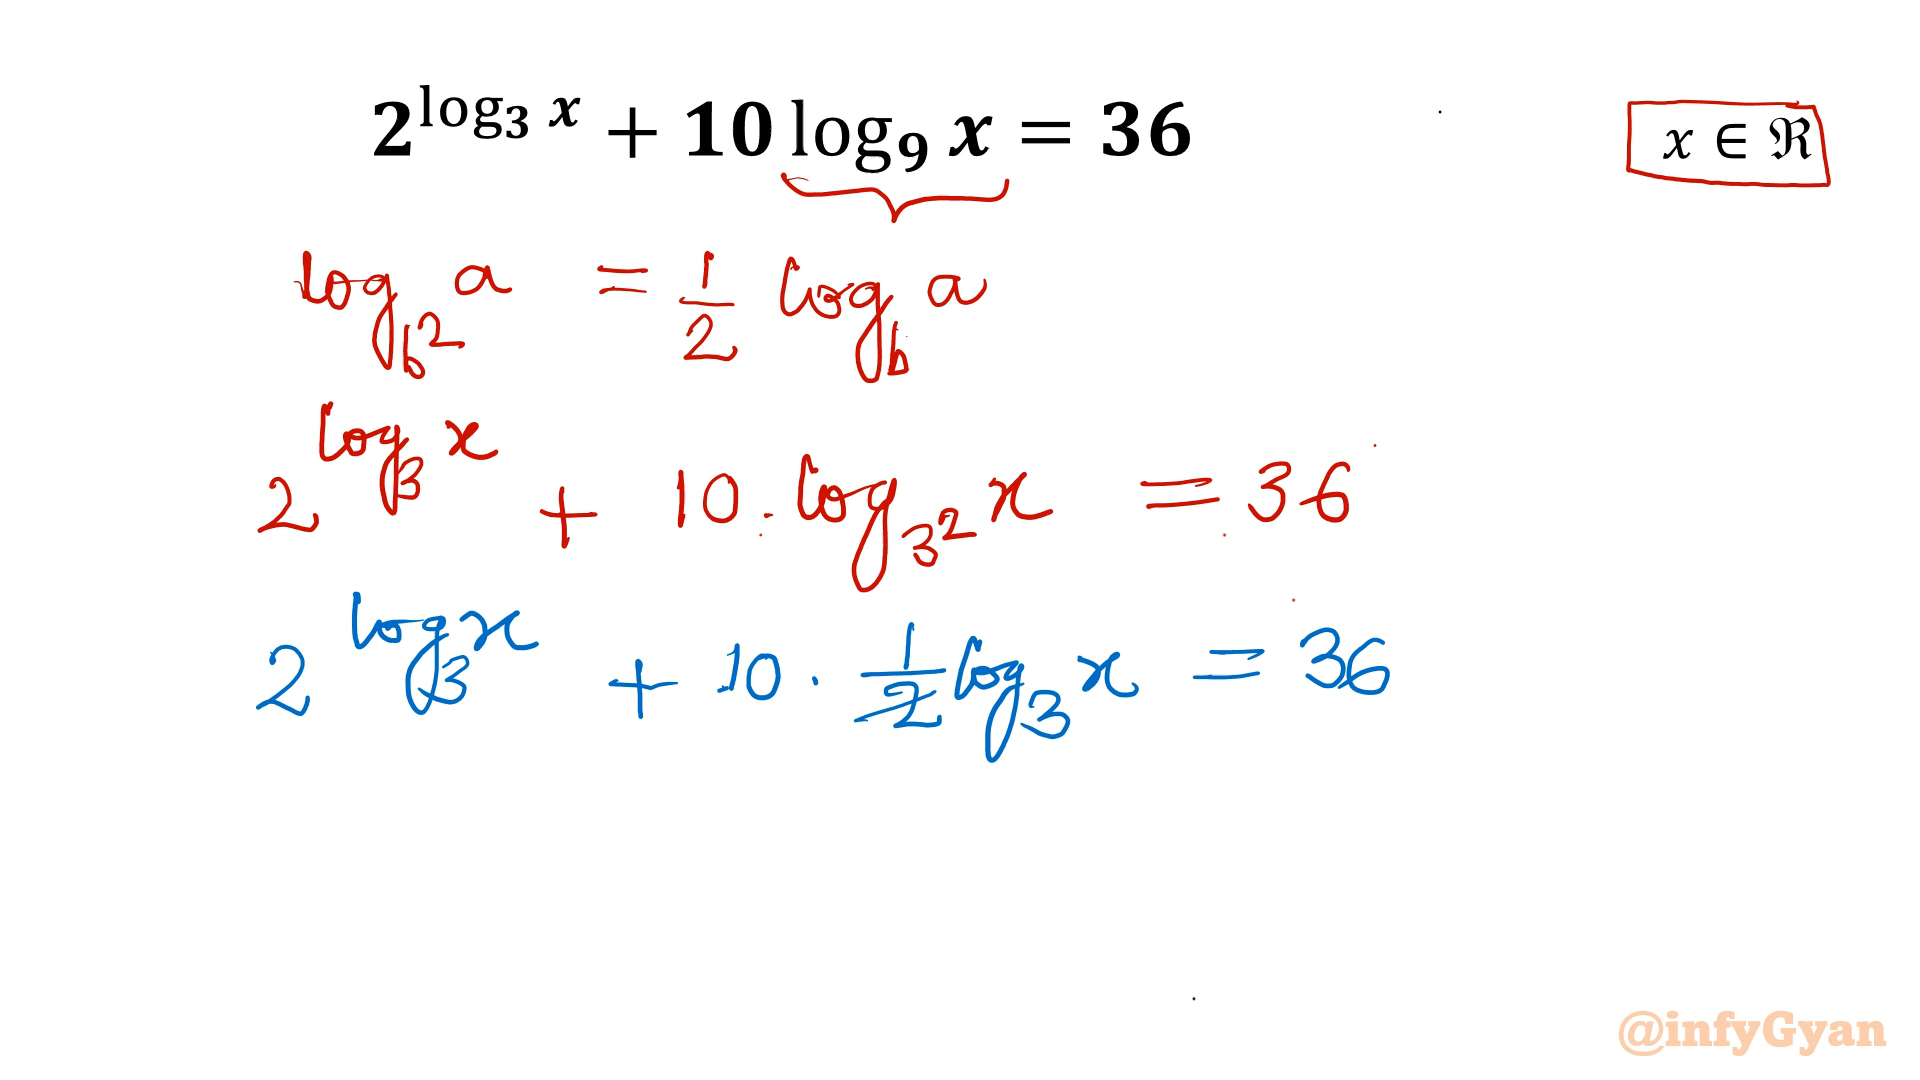 2^{log₃ x} + 10 log₉ x = 36
x ∈ ℜ
log_{b²} a = 1/2 log_b a
2^{log₃ x} + 10 . log_{3²} x = 36
2^{log₃ x} + 10 . 1/2 log₃ x = 36
@infyGyan